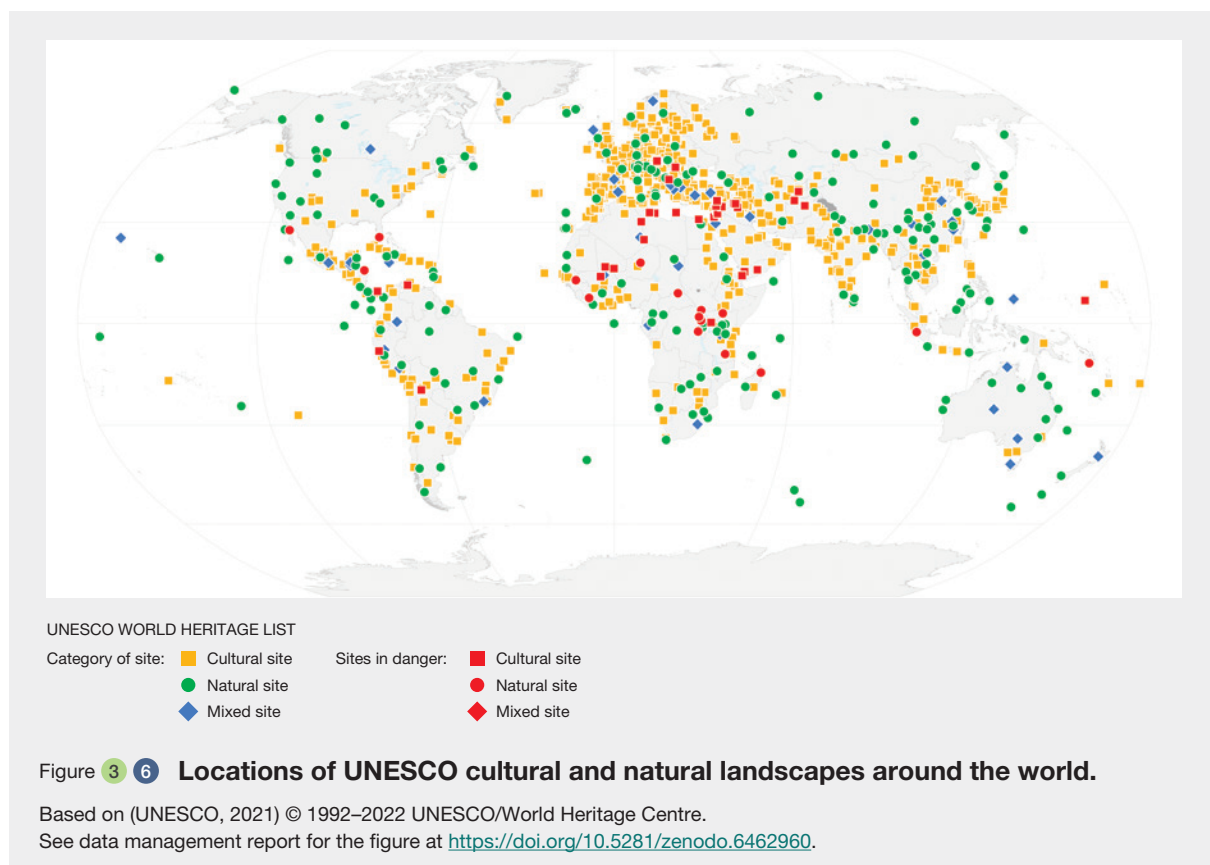 UNESCO WORLD HERITAGE LIST
Category of site: Cultural site Sites in danger: Cultural site
Natural site Natural site
Mixed site Mixed site
Figure 3 6 Locations of UNESCO cultural and natural landscapes around the world.
Based on (UNESCO, 2021) © 1992–2022 UNESCO/World Heritage Centre.
See data management report for the figure at https://doi.org/10.5281/zenodo.6462960.